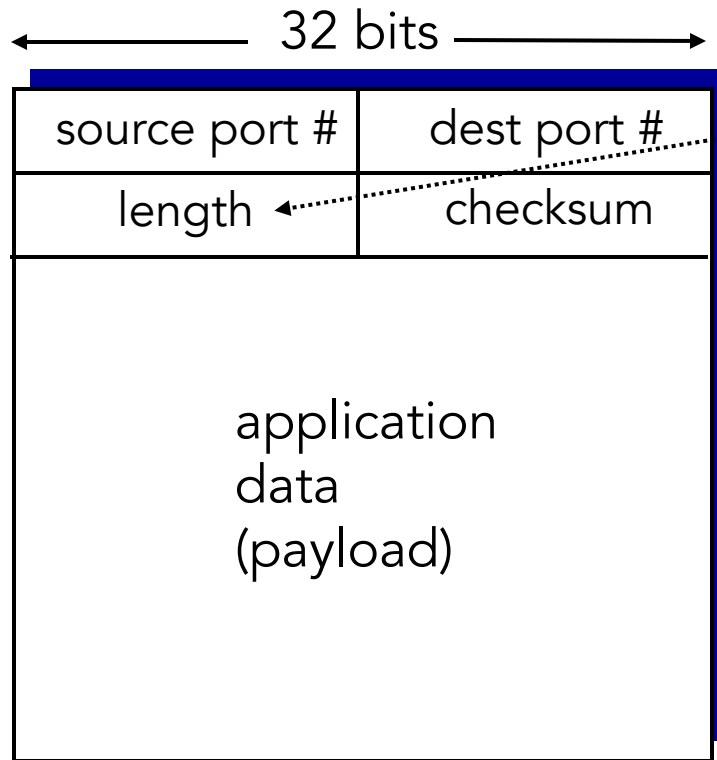 32 bits
source port # dest port #
length checksum
application
data
(payload)